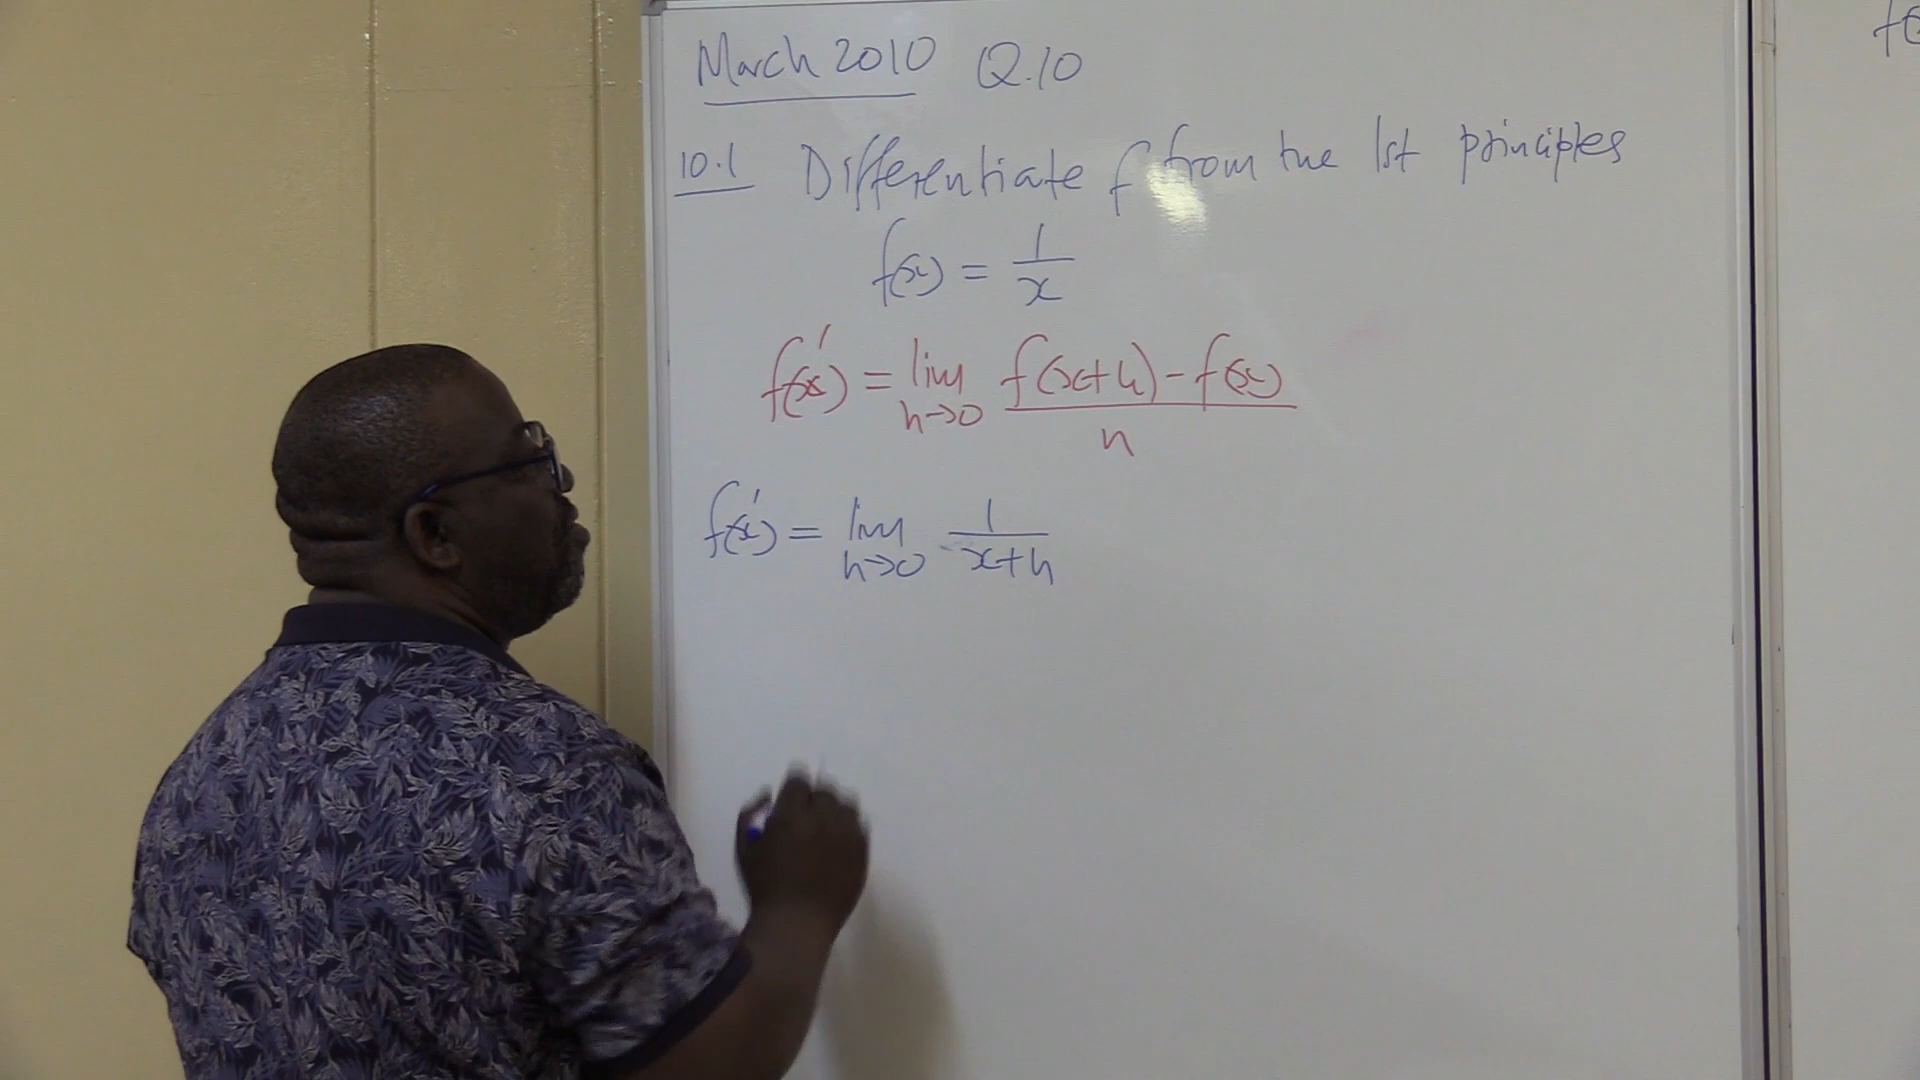 March 2010 Q.10
10.1 Differentiate f from the 1st principles
f(x) = 1/x
f'(x) = lim h→0 f(x+h) - f(x) / h
f'(x) = lim h→0 1 / x+h